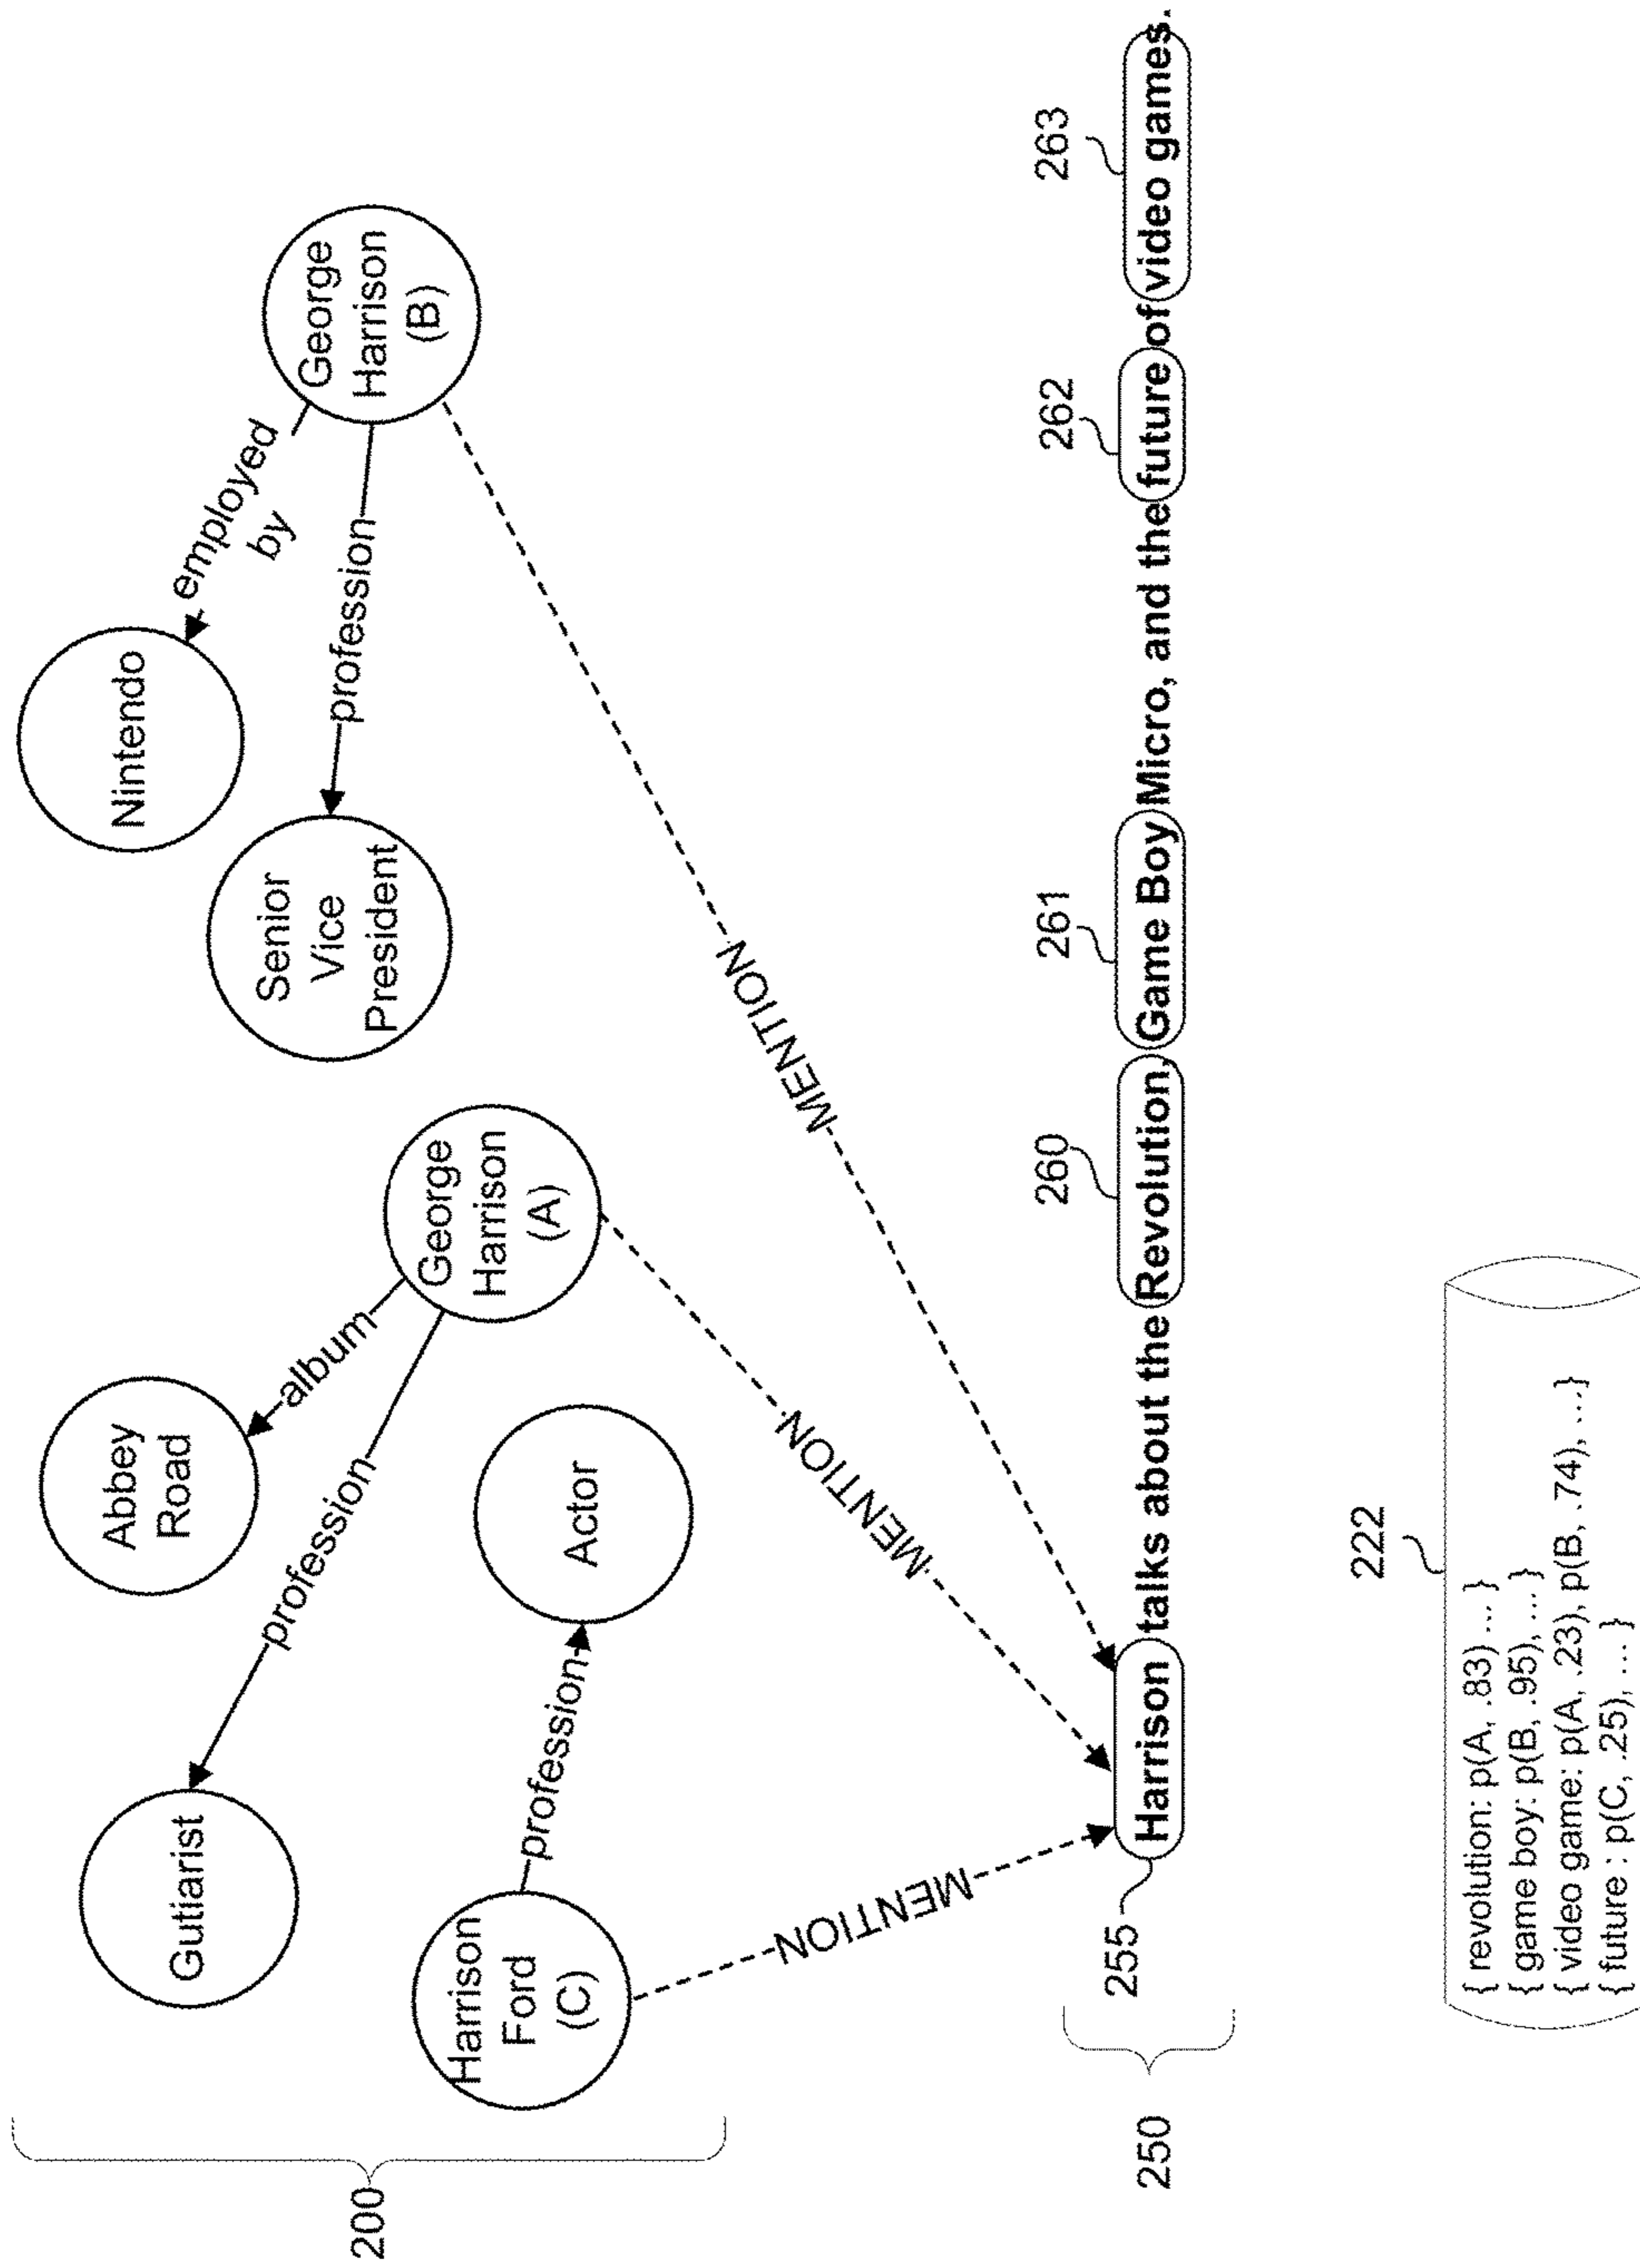 200
Gutiarist
Abbey
Road
Nintendo
employed
by
profession
album
Senior
Vice
President
profession
George
Harrison
(B)
Harrison
Ford
(C)
profession
Actor
George
Harrison
(A)
MENTION
MENTION
MENTION
MENTION
MENTION
250
255
260
261
262
263
Harrison talks about the Revolution, Game Boy Micro, and the future of video games.
222
{ revolution: p(A, .83) ... }
{ game boy: p(B, .95), ... }
{ video game: p(A, .23), p(B, .74), ...}
{ future : p(C, .25), ... }